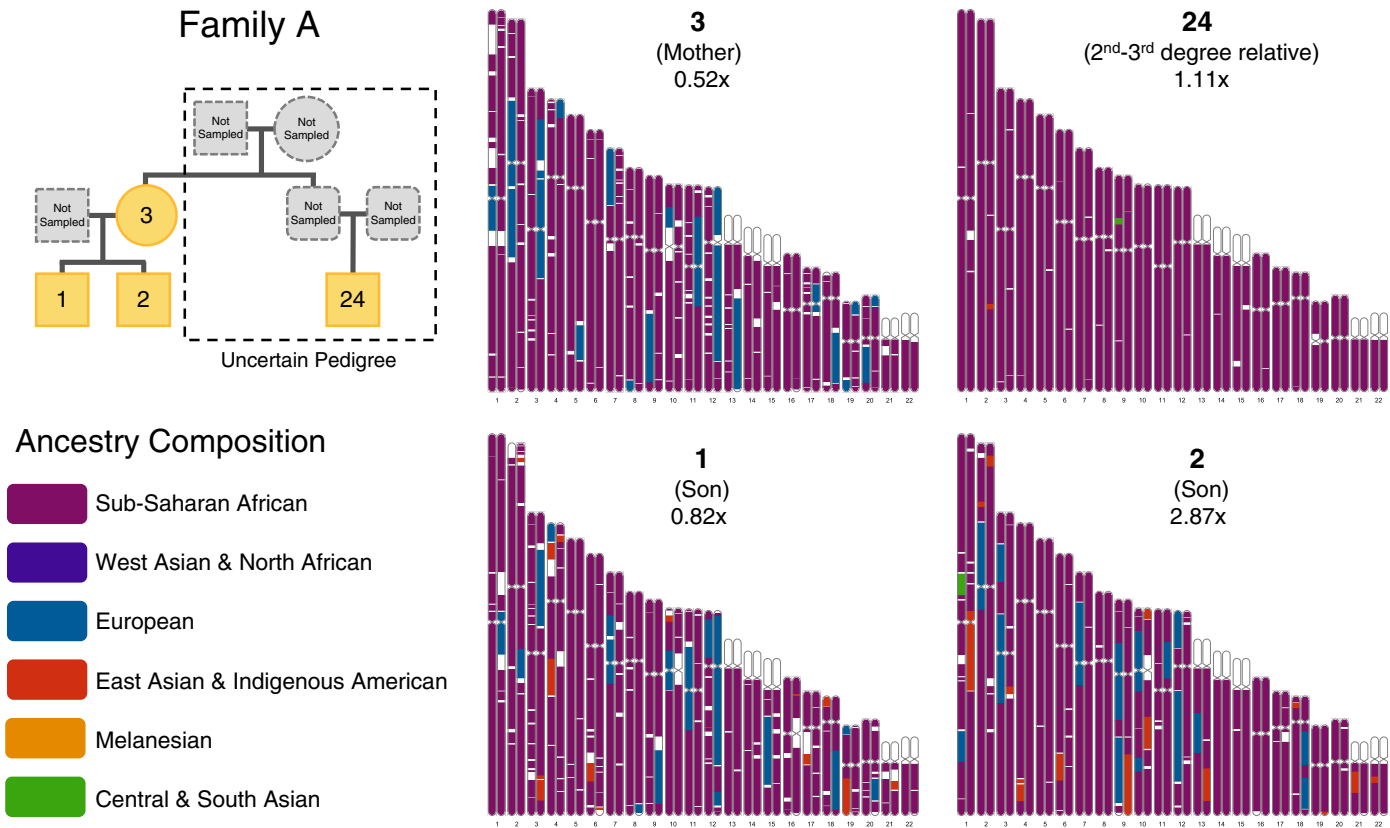 Family A
Not
Sampled
Not
Sampled
Not
Sampled
3
Not
Sampled
Not
Sampled
1
2
24
Uncertain Pedigree
3
(Mother)
0.52x
1 2 3 4 5 6 7 8 9 10 11 12 13 14 15 16 17 18 19 20 21 22
24
(2nd-3rd degree relative)
1.11x
1 2 3 4 5 6 7 8 9 10 11 12 13 14 15 16 17 18 19 20 21 22
Ancestry Composition
Sub-Saharan African
West Asian & North African
European
East Asian & Indigenous American
Melanesian
Central & South Asian
1
(Son)
0.82x
1 2 3 4 5 6 7 8 9 10 11 12 13 14 15 16 17 18 19 20 21 22
2
(Son)
2.87x
1 2 3 4 5 6 7 8 9 10 11 12 13 14 15 16 17 18 19 20 21 22